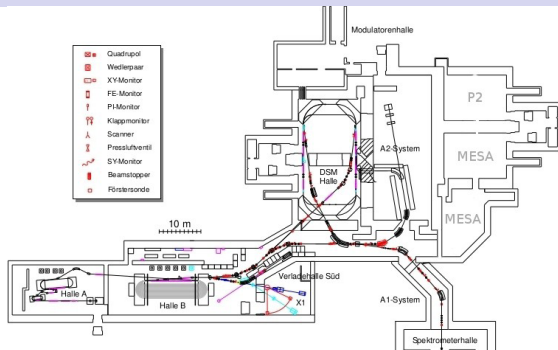 Modulatorenhalle
Quadrupol
Wedlerpaar
XY-Monitor
FE-Monitor
PI-Monitor
Klappmonitor
Scanner
Pressluftventil
SY-Monitor
Beamstopper
Förstersonde
P2
A2-System
MESA
DSM
Halle
MESA
10 m
Verladehalle Süd
Halle A
Halle B
X1
A1-System
Spektrometerhalle